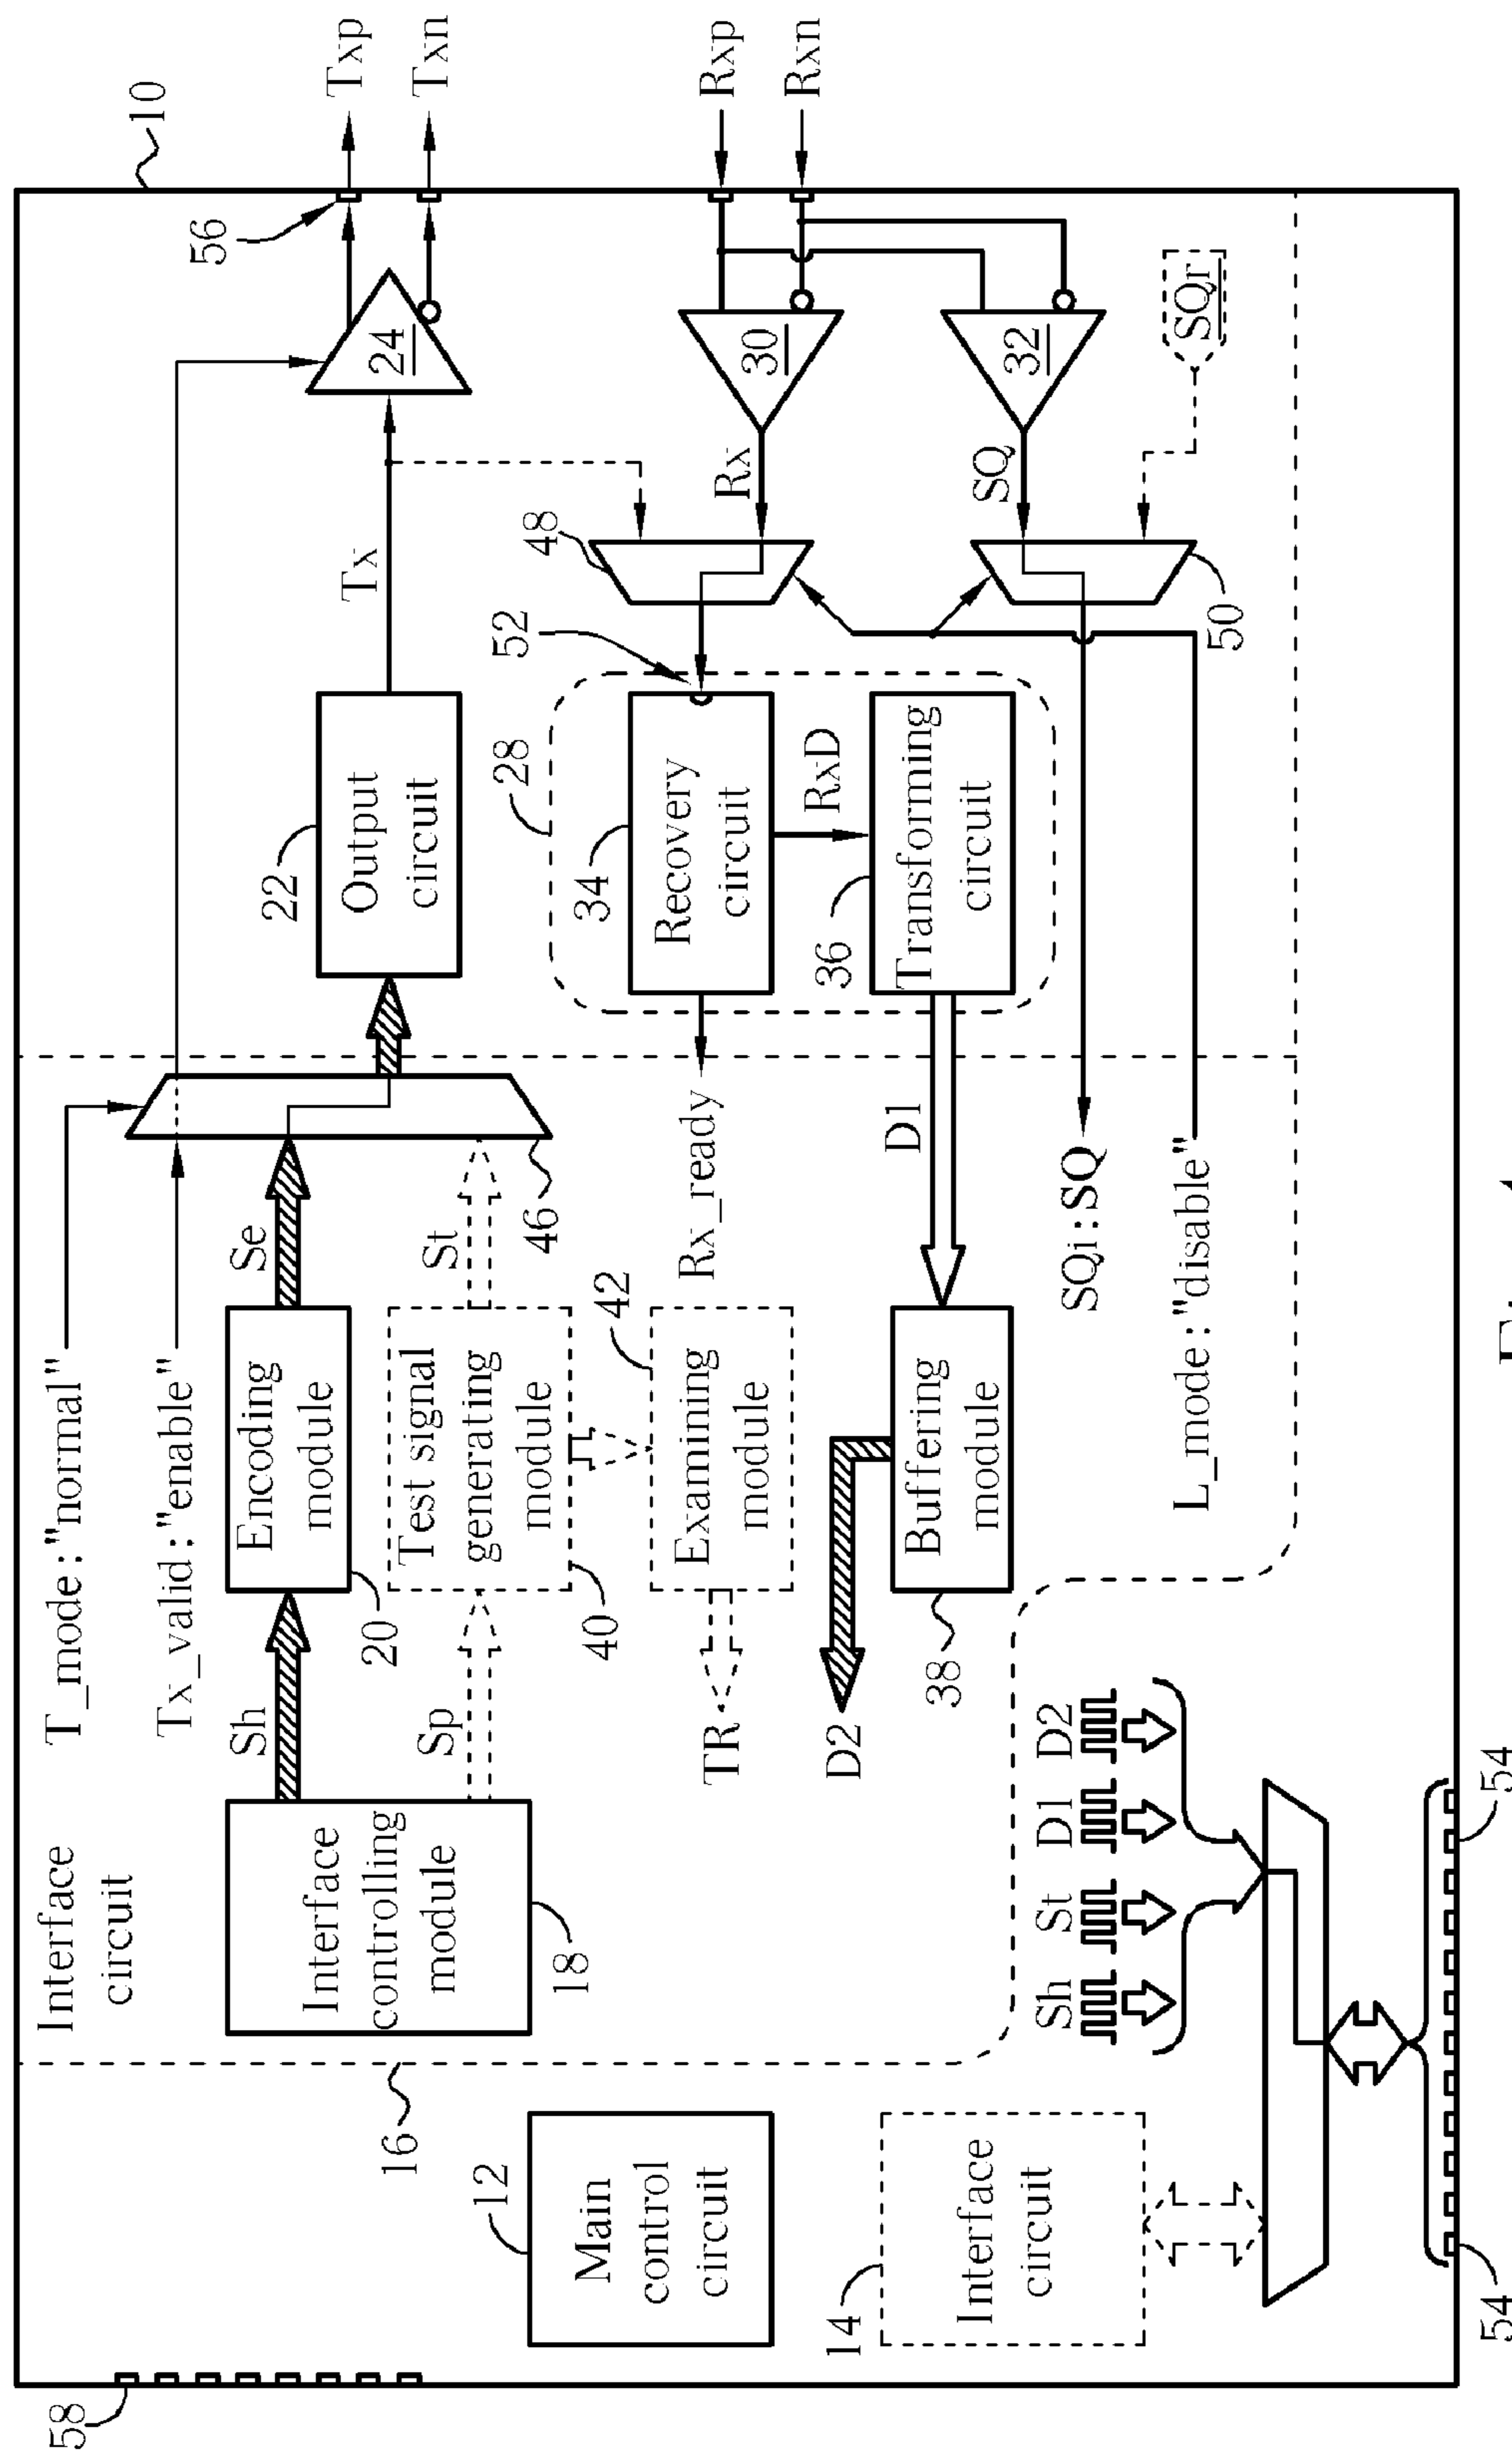 58
10
Interface
circuit
T_mode:"normal"
Tx_valid:"enable"
16
Interface
controlling
module
18
Sh
Sp
Encoding
module
20
Se
Test signal
generating
module
40
St
46
Output
circuit
22
Tx
24
56
Txp
Txn
Examining
module
42
TR
Rx_ready
28
Recovery
circuit
34
52
48
Rx
30
Rxp
Rxn
RxD
Transforming
circuit
36
D1
Buffering
module
38
D2
SQ
32
SQr
50
SQi:SQ
L_mode:"disable"
Main
control
circuit
12
Interface
circuit
14
Sh
St
D1
D2
54
54